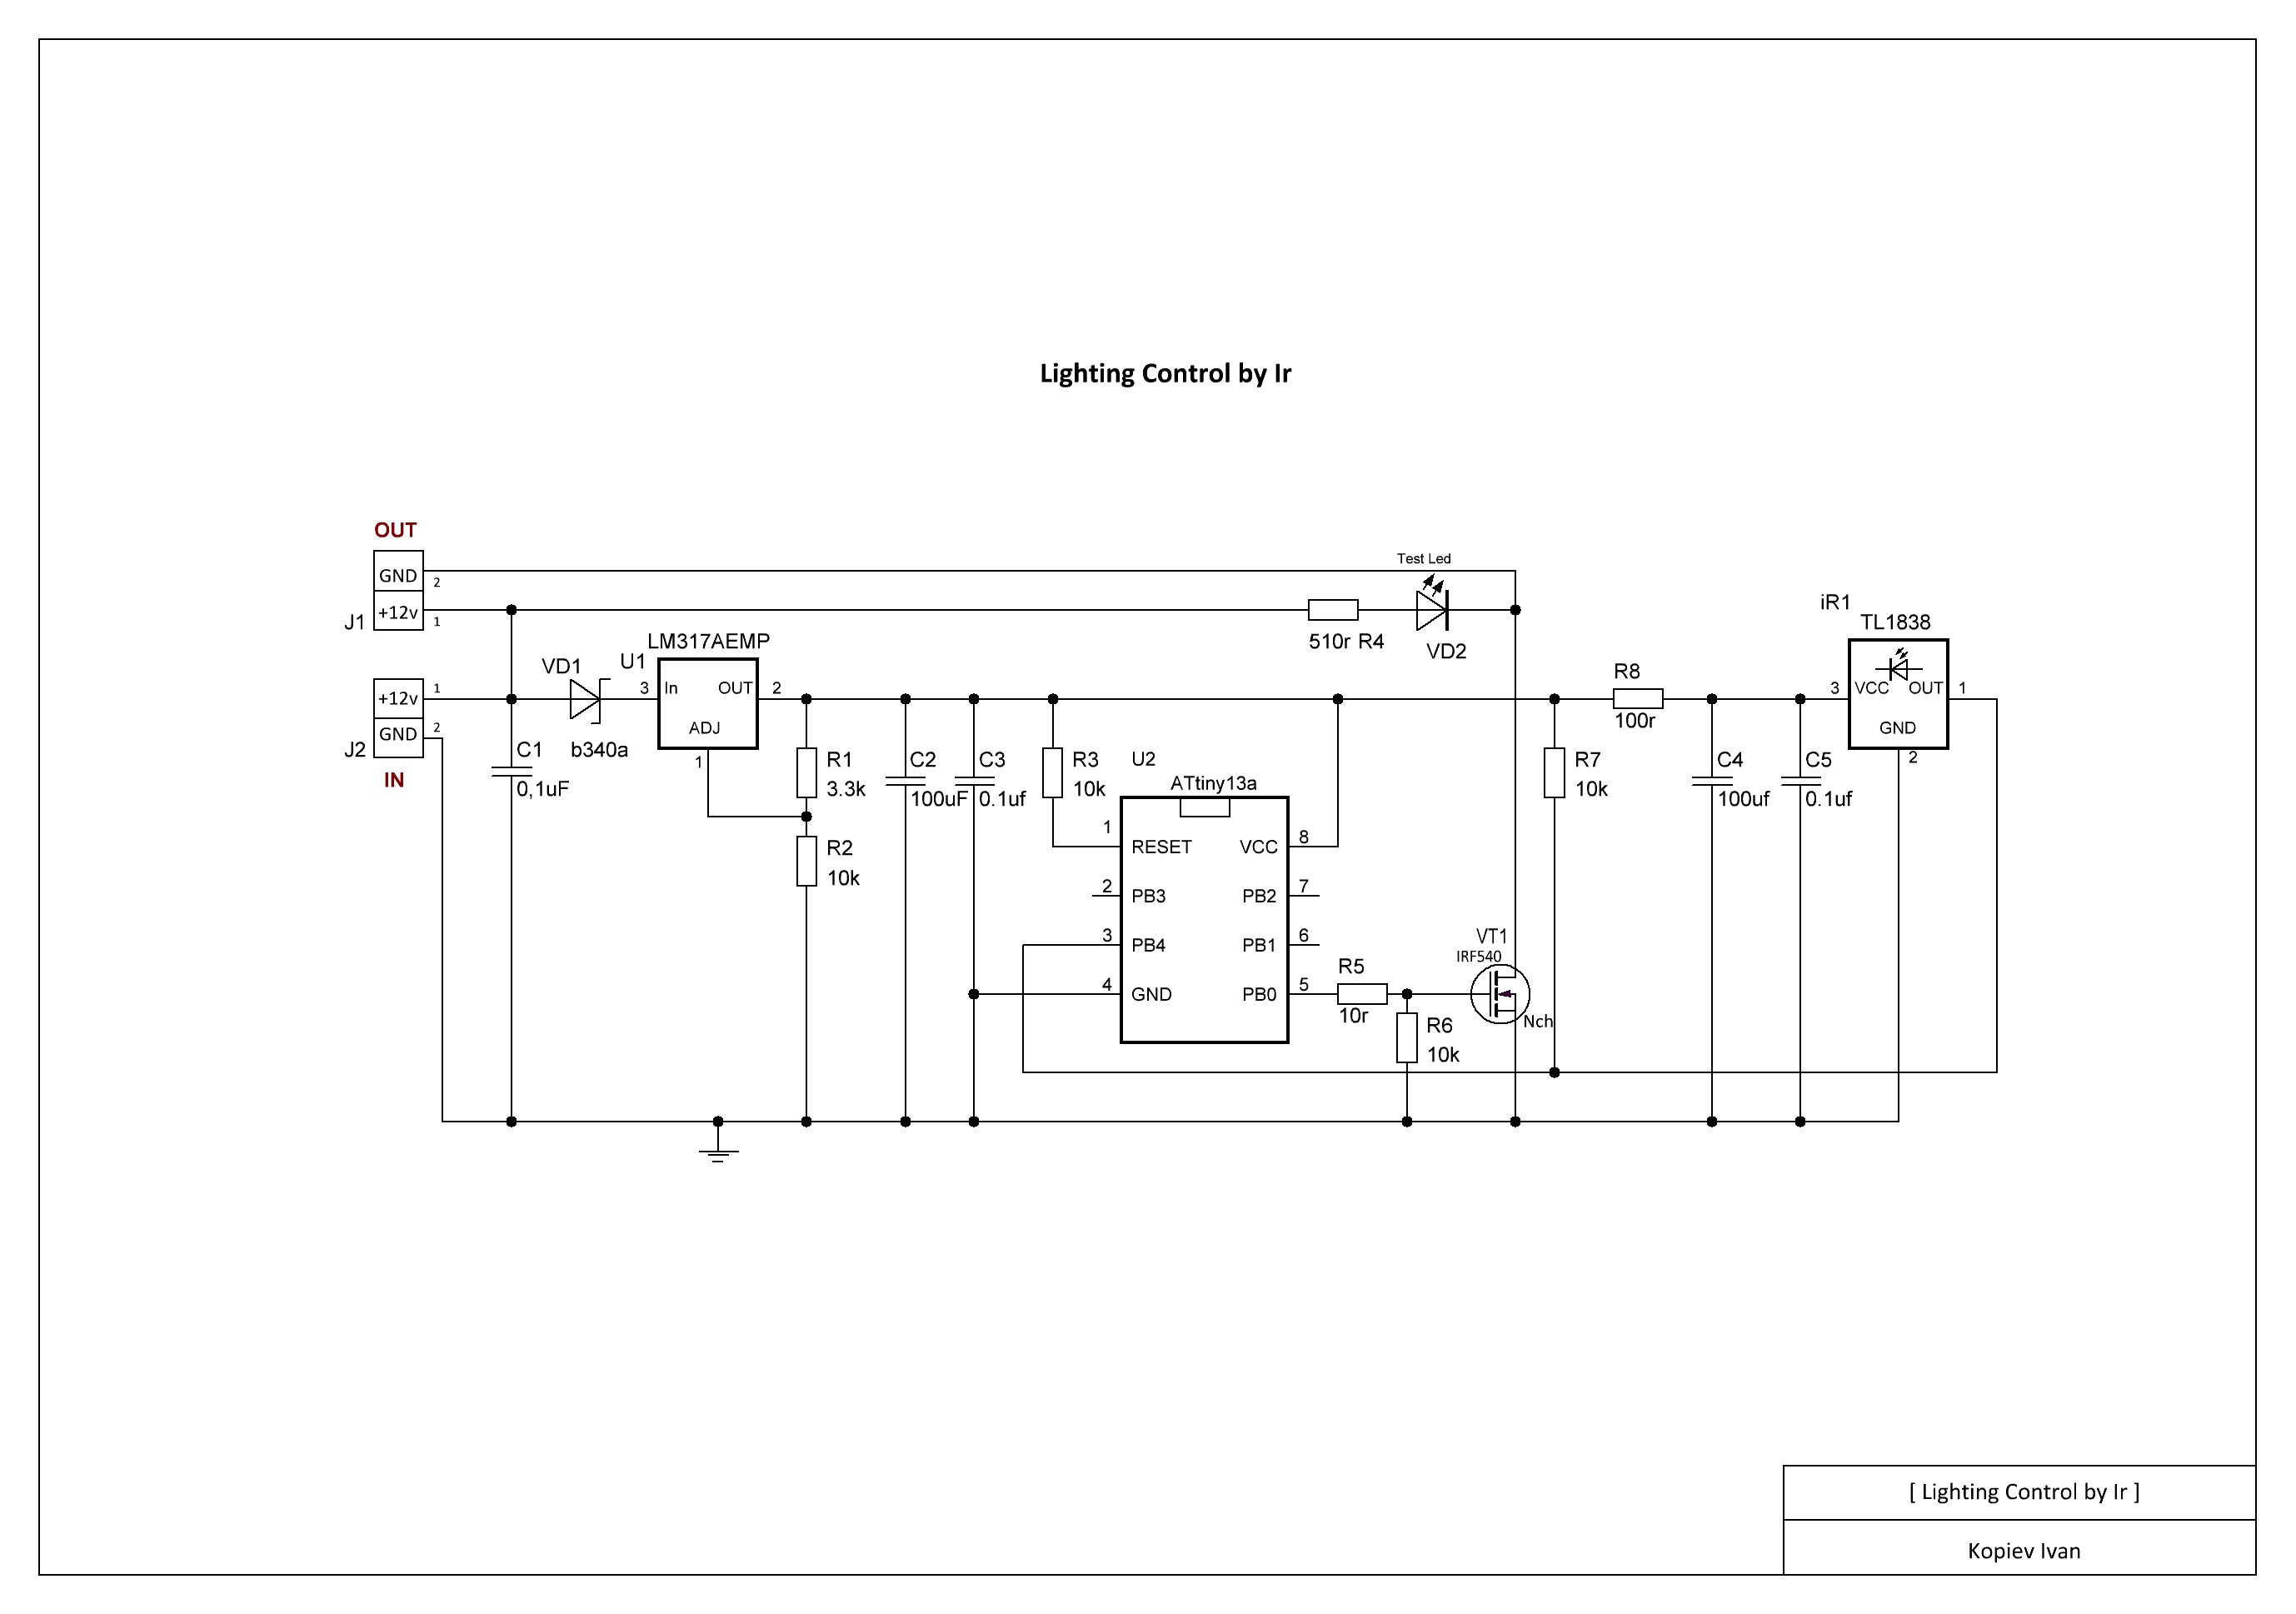 Lighting Control by Ir
OUT
GND 2
+12v 1
J1
+12v 1
GND 2
J2
IN
C1
0,1uF
VD1
b340a
U1
LM317AEMP
3 In OUT 2
ADJ
1
R1
3.3k
R2
10k
C2
100uF
C3
0.1uf
R3
10k
U2
ATtiny13a
1 RESET VCC 8
2 PB3 PB2 7
3 PB4 PB1 6
4 GND PB0 5
Test Led
510r R4
VD2
R5
10r
R6
10k
VT1
IRF540
Nch
R7
10k
R8
100r
C4
100uf
C5
0.1uf
iR1
TL1838
3 VCC OUT 1
GND
2
[ Lighting Control by Ir ]
Kopiev Ivan